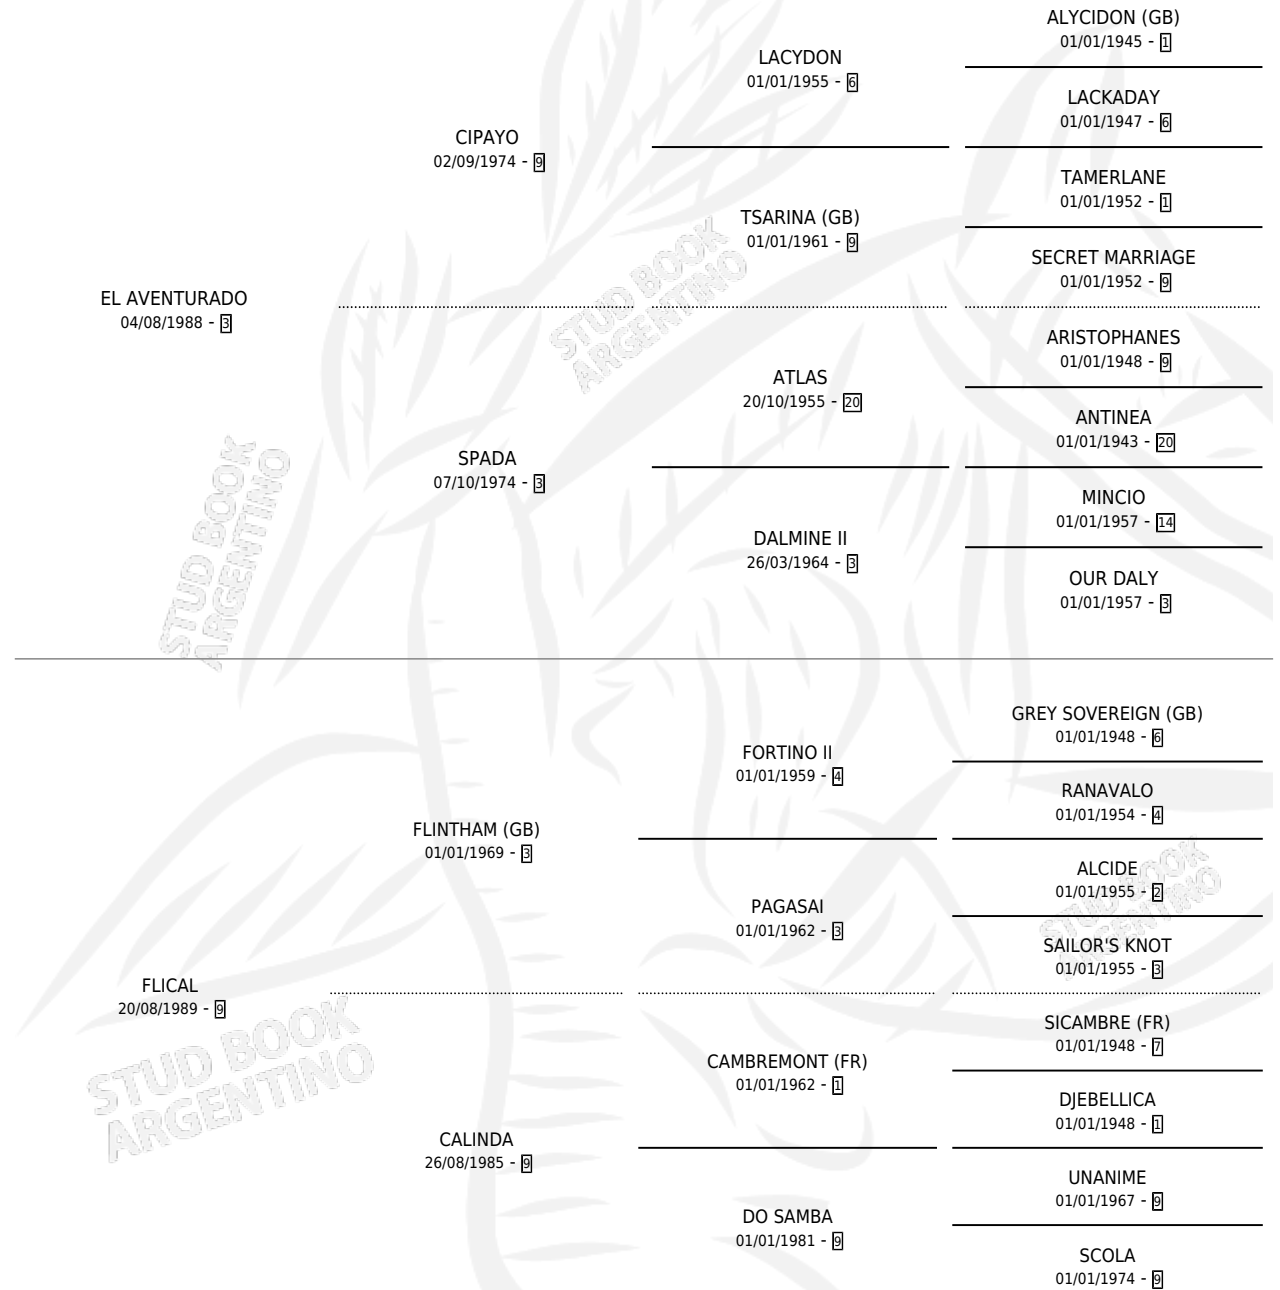 ALYCIDON (GB)
01/01/1945 - 1
LACYDON
01/01/1955 - 6
LACKADAY
01/01/1947 - 6
CIPAYO
02/09/1974 - 9
TAMERLANE
01/01/1952 - 1
TSARINA (GB)
01/01/1961 - 9
SECRET MARRIAGE
01/01/1952 - 9
EL AVENTURADO
04/08/1988 - 3
STUD BOOK
ARGENTINO
ARISTOPHANES
01/01/1948 - 9
ATLAS
20/10/1955 - 20
ANTINEA
01/01/1943 - 20
SPADA
07/10/1974 - 3
MINCIO
01/01/1957 - 14
DALMINE II
26/03/1964 - 3
OUR DALY
01/01/1957 - 3
STUD BOOK
ARGENTINO
GREY SOVEREIGN (GB)
01/01/1948 - 6
FORTINO II
01/01/1959 - 4
RANAVALO
01/01/1954 - 4
FLINTHAM (GB)
01/01/1969 - 3
ALCIDE
01/01/1955 - 2
PAGASAI
01/01/1962 - 3
SAILOR'S KNOT
01/01/1955 - 3
STUD BOOK
ARGENTINO
FLICAL
20/08/1989 - 9
SICAMBRE (FR)
01/01/1948 - 7
CAMBREMONT (FR)
01/01/1962 - 1
DJEBELLICA
01/01/1948 - 1
STUD BOOK
ARGENTINO
CALINDA
26/08/1985 - 9
UNANIME
01/01/1967 - 9
DO SAMBA
01/01/1981 - 9
SCOLA
01/01/1974 - 9